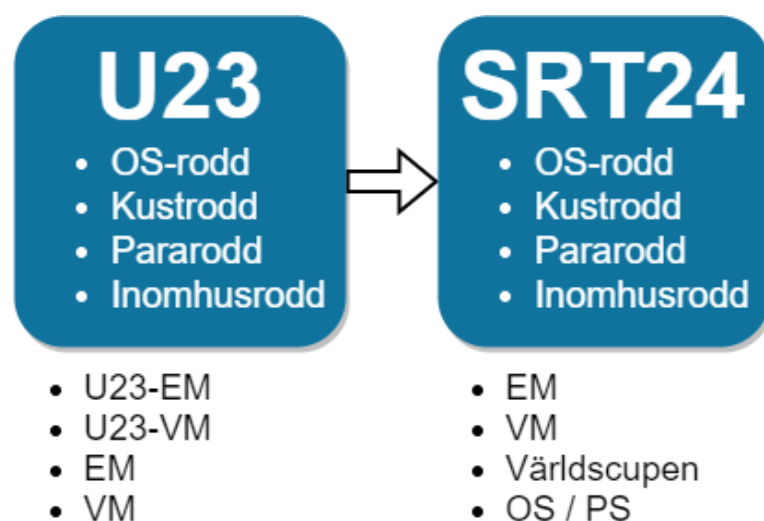 U23
• OS-rodd
• Kustrodd
• Pararodd
• Inomhusrodd
• U23-EM
• U23-VM
• EM
• VM
SRT24
• OS-rodd
• Kustrodd
• Pararodd
• Inomhusrodd
• EM
• VM
• Världscupen
• OS / PS